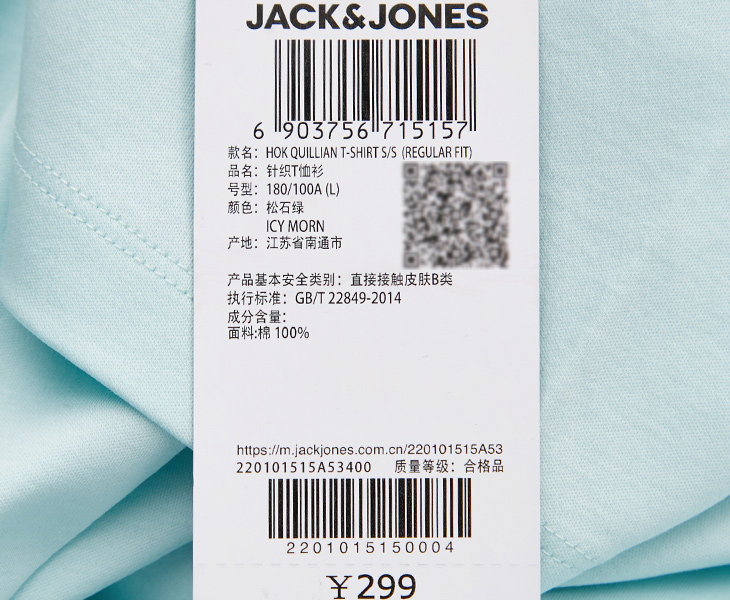 JACK&JONES
6 903756 715157
款名： HOK QUILLIAN T-SHIRT S/S (REGULAR FIT)
品名： 针织T恤衫
号型： 180/100A (L)
颜色： 松石绿
ICY MORN
产地： 江苏省南通市
产品基本安全类别： 直接接触皮肤B类
执行标准： GB/T 22849-2014
成分含量：
面料:棉 100%
https://m.jackjones.com.cn/220101515A53
220101515A53400 质量等级：合格品
2201015150004
¥299